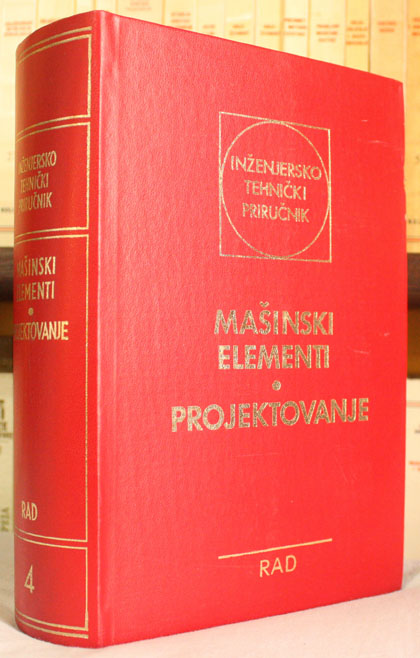 INŽENJERSKO
TEHNIČKI
PRIRUČNIK
MAŠINSKI
ELEMENTI
•
PROJEKTOVANJE
RAD
4
INŽENJERSKO
TEHNIČKI
PRIRUČNIK
MAŠINSKI
ELEMENTI
•
PROJEKTOVANJE
RAD